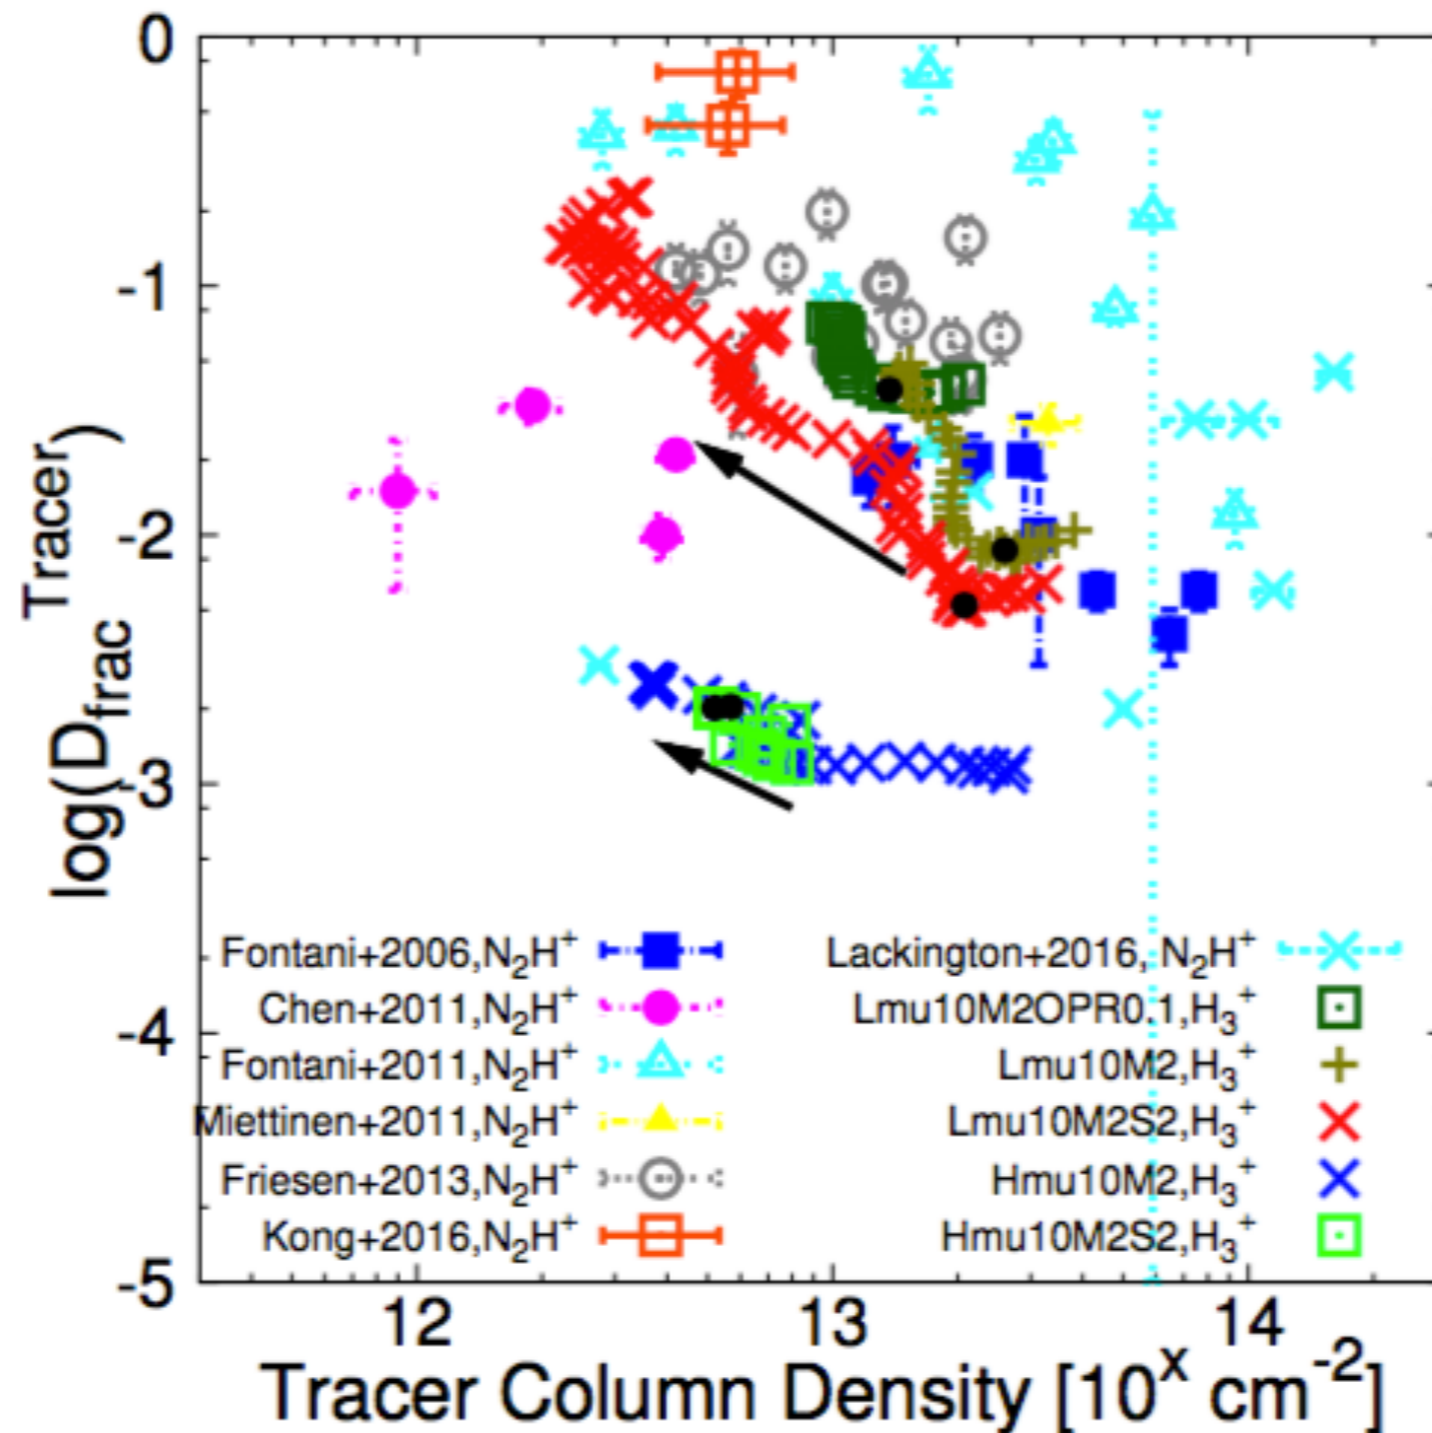 0
-1
-2
-3
-4
-5
log(D_frac^Tracer)
Fontani+2006,N₂H⁺
Chen+2011,N₂H⁺
Fontani+2011,N₂H⁺
Miettinen+2011,N₂H⁺
Friesen+2013,N₂H⁺
Kong+2016,N₂H⁺
Lackington+2016, N₂H⁺
Lmu10M2OPR0.1,H₃⁺
Lmu10M2,H₃⁺
Lmu10M2S2,H₃⁺
Hmu10M2,H₃⁺
Hmu10M2S2,H₃⁺
12 13 14
Tracer Column Density [10ˣ cm⁻²]